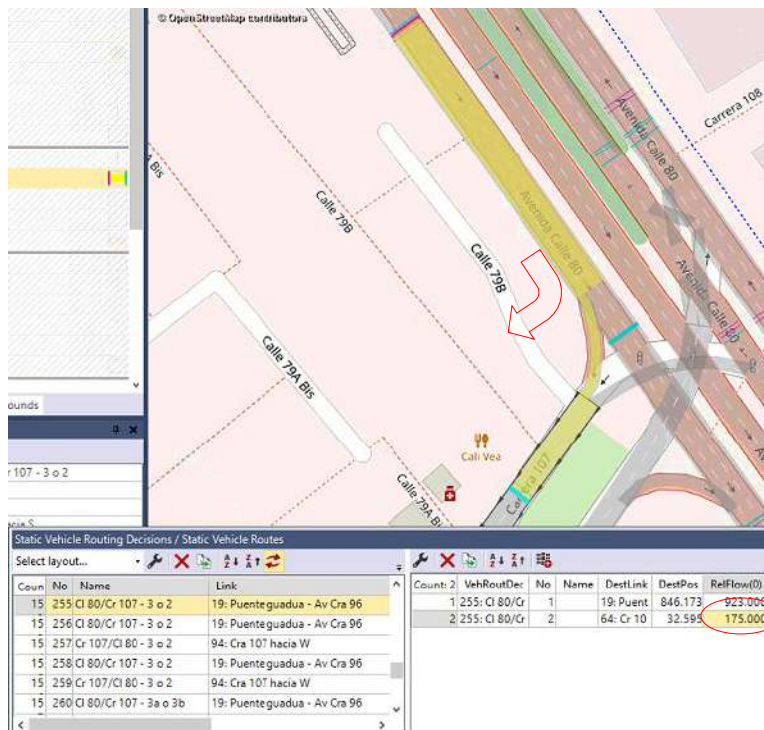 © OpenStreetMap contributors
Carrera 108
Avenida Calle 80
Bis
Calle 79B
Avenida Calle 80
Calle 79B
Avenida Calle 80
Calle 79A Bis
ounds
107 - 3 o 2
Cali Vea
Carrera 107
Calle 79A B
Static Vehicle Routing Decisions / Static Vehicle Routes
Select layout...
Coun No Name Link
15 255 Cl 80/Cr 107 - 3 o 2 19: Puenteguadua - Av Cra 96
15 256 Cl 80/Cr 107 - 3 o 2 19: Puenteguadua - Av Cra 96
15 257 Cr 107/Cl 80 - 3 o 2 94: Cra 107 hacia W
15 258 Cl 80/Cr 107 - 3 o 2 19: Puenteguadua - Av Cra 96
15 259 Cr 107/Cl 80 - 3 o 2 94: Cra 107 hacia W
15 260 Cl 80/Cr 107 - 3a o 3b 19: Puenteguadua - Av Cra 96
Count: 2 VehRoutDec No Name DestLink DestPos RelFlow(0)
1 255: Cl 80/Cr 1 19: Puent 846.173 923.000
2 255: Cl 80/Cr 2 64: Cr 10 32.595 175.000